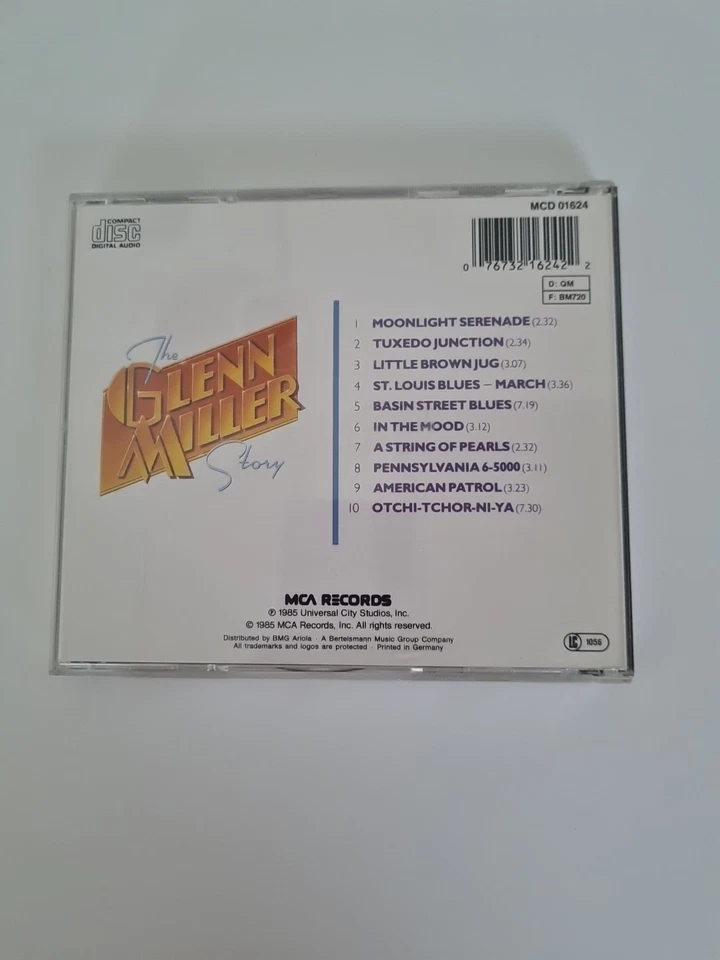 COMPACT
disc
DIGITAL AUDIO
MCD 01624
0 76732 16242 2
D: QM
F: BM720
The
GLENN
MILLER
Story
1 MOONLIGHT SERENADE (2.32)
2 TUXEDO JUNCTION (2.34)
3 LITTLE BROWN JUG (3.07)
4 ST. LOUIS BLUES – MARCH (3.36)
5 BASIN STREET BLUES (7.19)
6 IN THE MOOD (3.12)
7 A STRING OF PEARLS (2.32)
8 PENNSYLVANIA 6-5000 (3.11)
9 AMERICAN PATROL (3.23)
10 OTCHI-TCHOR-NI-YA (7.30)
MCA RECORDS
℗ 1985 Universal City Studios, Inc.
© 1985 MCA Records, Inc. All rights reserved.
Distributed by BMG Ariola · A Bertelsmann Music Group Company
All trademarks and logos are protected · Printed in Germany
LC 1056